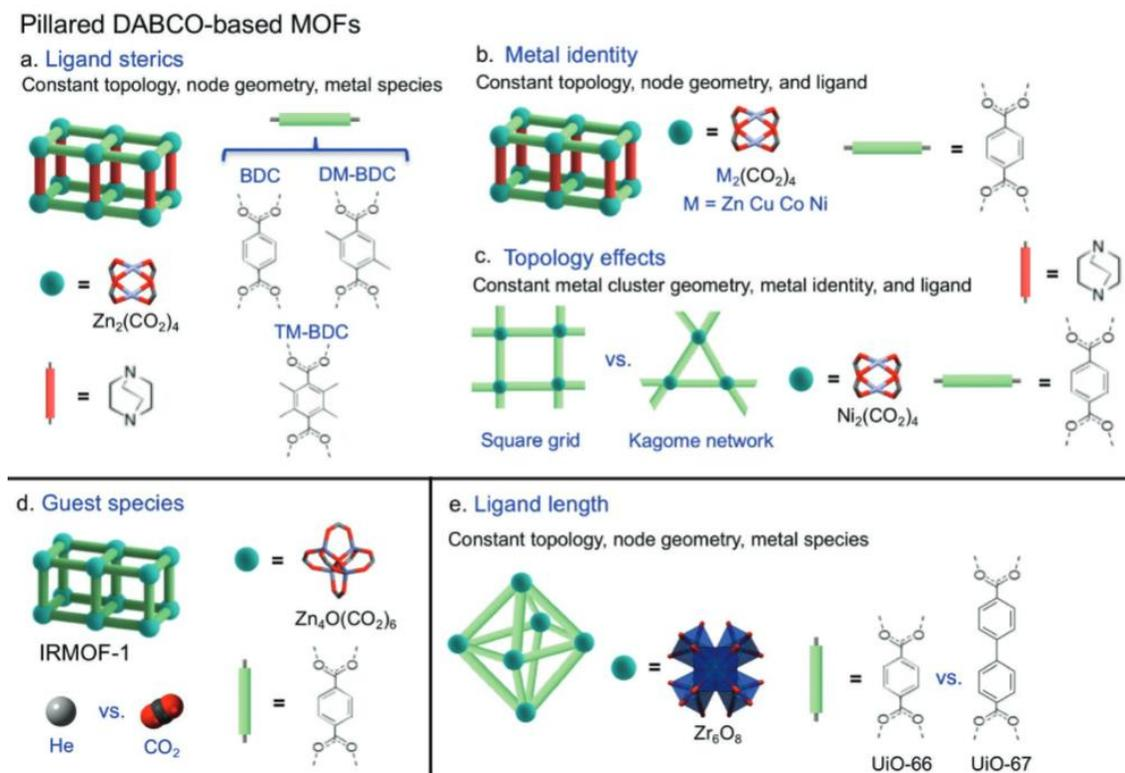 Pillared DABCO-based MOFs
a. Ligand sterics
Constant topology, node geometry, metal species
BDC
DM-BDC
=
Zn₂(CO₂)₄
TM-BDC
=
N
N
b. Metal identity
Constant topology, node geometry, and ligand
=
M₂(CO₂)₄
M = Zn Cu Co Ni
=
c. Topology effects
Constant metal cluster geometry, metal identity, and ligand
=
N
N
vs.
=
Ni₂(CO₂)₄
=
Square grid
Kagome network
d. Guest species
=
Zn₄O(CO₂)₆
IRMOF-1
=
vs.
He
CO₂
e. Ligand length
Constant topology, node geometry, metal species
=
Zr₆O₈
=
vs.
UiO-66
UiO-67